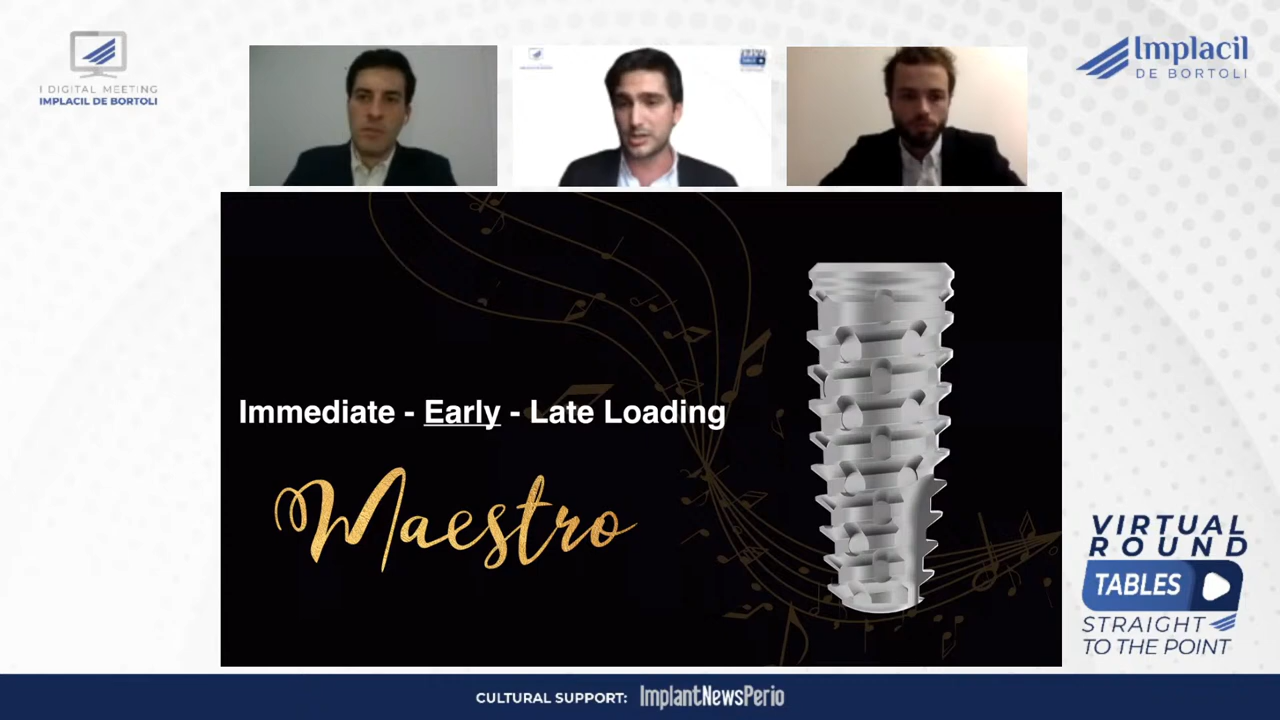 I DIGITAL MEETING
IMPLACIL DE BORTOLI
Implacil
DE BORTOLI
Immediate - Early - Late Loading
Maestro
VIRTUAL
ROUND
TABLES
STRAIGHT
TO THE POINT
CULTURAL SUPPORT: ImplantNewsPerio